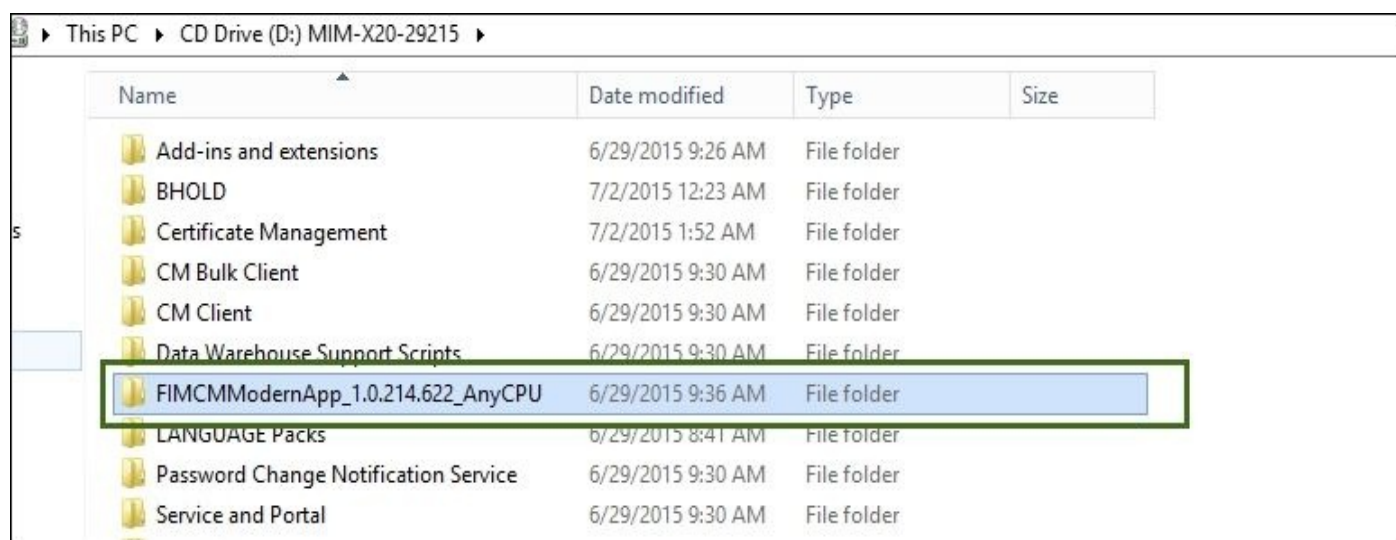 This PC CD Drive (D:) MIM-X20-29215
Name Date modified Type Size
Add-ins and extensions 6/29/2015 9:26 AM File folder
BHOLD 7/2/2015 12:23 AM File folder
s Certificate Management 7/2/2015 1:52 AM File folder
CM Bulk Client 6/29/2015 9:30 AM File folder
CM Client 6/29/2015 9:30 AM File folder
Data Warehouse Support Scripts 6/29/2015 9:30 AM File folder
FIMCMModernApp_1.0.214.622_AnyCPU 6/29/2015 9:36 AM File folder
LANGUAGE Packs 6/29/2015 8:41 AM File folder
Password Change Notification Service 6/29/2015 9:30 AM File folder
Service and Portal 6/29/2015 9:30 AM File folder